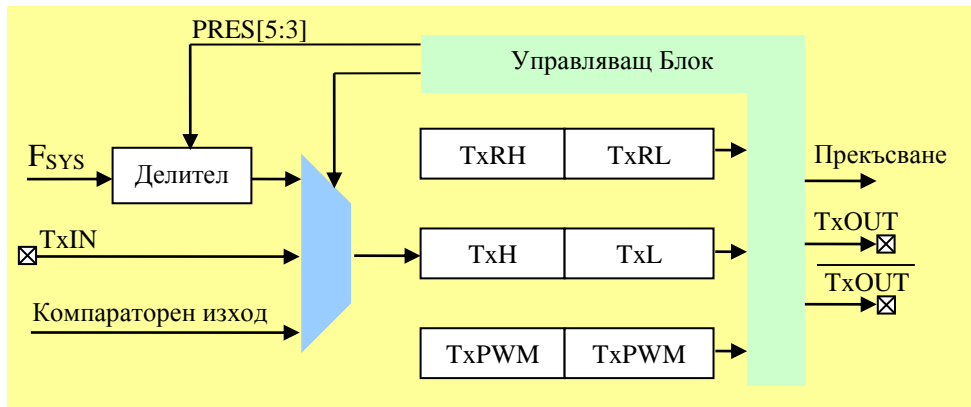 PRES[5:3]
Управляващ Блок
FSYS
Делител
TxRH TxRL
Прекъсване
TxIN
TxH TxL
TxOUT
TxOUT
Компараторен изход
TxPWM TxPWM